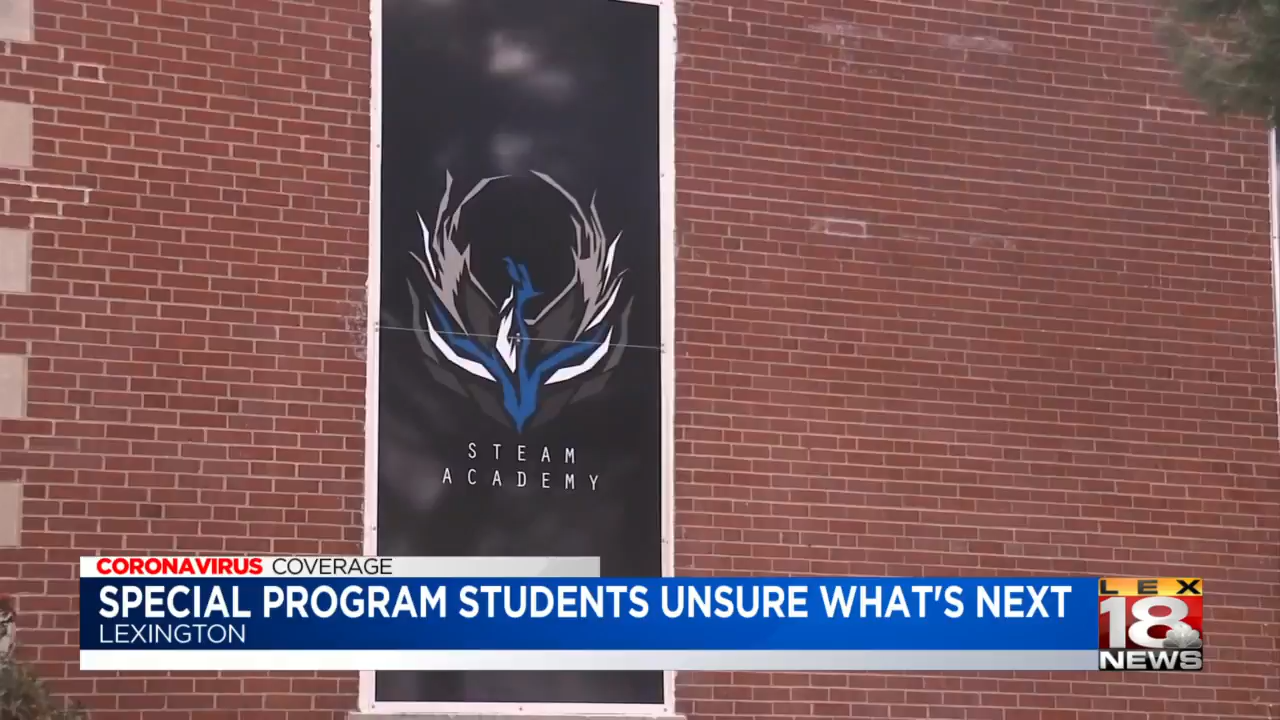 STEAM
ACADEMY
CORONAVIRUS COVERAGE
SPECIAL PROGRAM STUDENTS UNSURE WHAT'S NEXT
LEXINGTON
LEX
18
NEWS